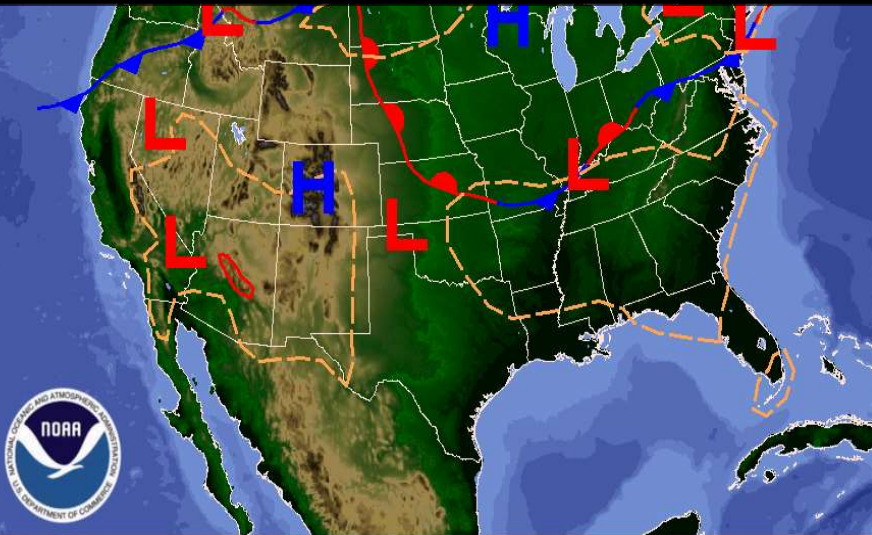 L
H
L
L
L
H
L
L
L
NATIONAL OCEANIC AND ATMOSPHERIC ADMINISTRATION
NOAA
U.S. DEPARTMENT OF COMMERCE